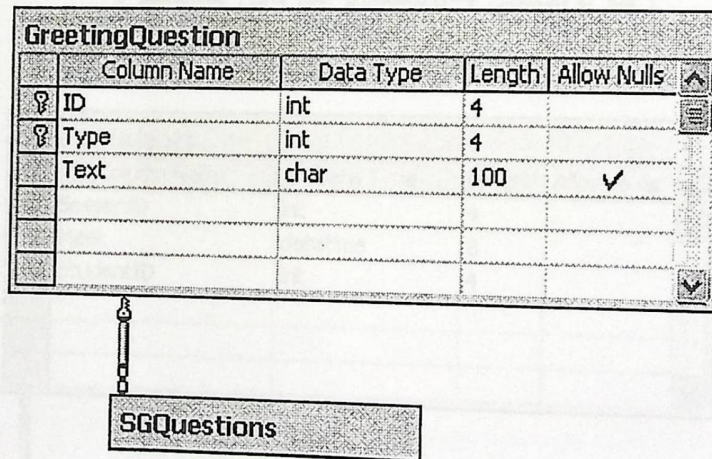 GreetingQuestion
Column Name Data Type Length Allow Nulls
ID int 4
Type int 4
Text char 100
SGQuestions